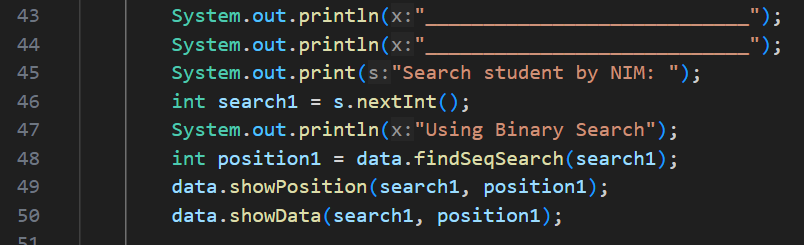 43 System.out.println(x:"____________________________");
44 System.out.println(x:"____________________________");
45 System.out.print(s:"Search student by NIM: ");
46 int search1 = s.nextInt();
47 System.out.println(x:"Using Binary Search");
48 int position1 = data.findSeqSearch(search1);
49 data.showPosition(search1, position1);
50 data.showData(search1, position1);
51